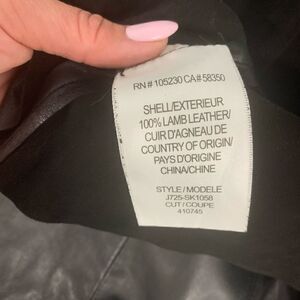 RN# 105230 CA# 58350
SHELL/EXTERIEUR
100% LAMB LEATHER/
CUIR D'AGNEAU DE
COUNTRY OF ORIGIN/
PAYS D'ORIGINE
CHINA/CHINE
STYLE / MODELE
J725-SK1058
CUT / COUPE
410745